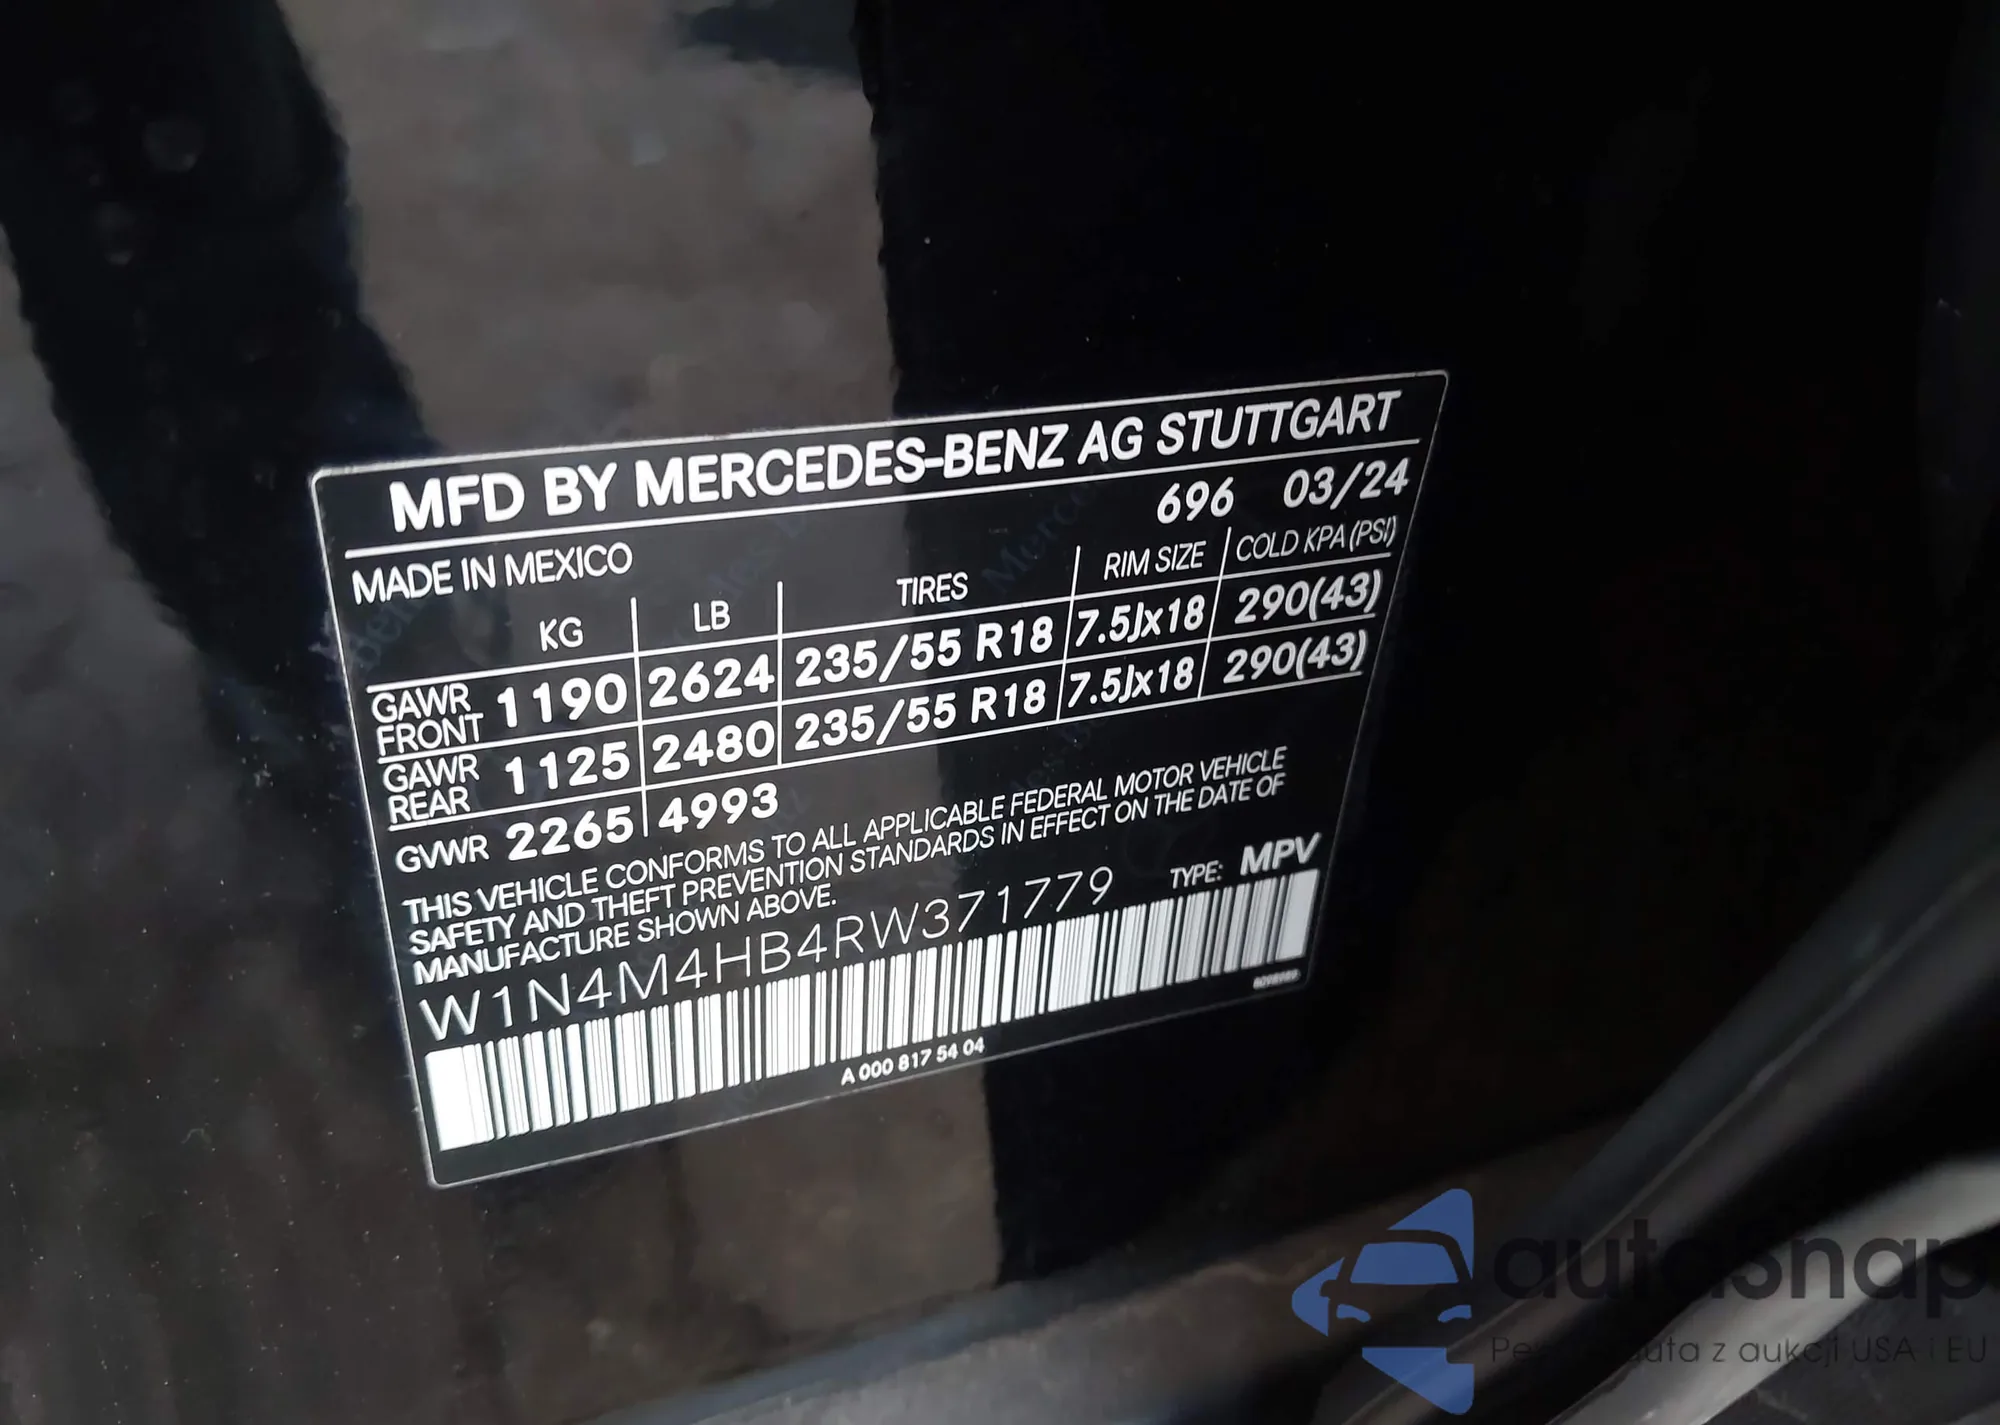 MFD BY MERCEDES-BENZ AG STUTTGART
696 03/24
MADE IN MEXICO
KG LB TIRES RIM SIZE COLD KPA (PSI)
GAWR FRONT 1190 2624 235/55 R18 7.5Jx18 290(43)
GAWR REAR 1125 2480 235/55 R18 7.5Jx18 290(43)
GVWR 2265 4993
THIS VEHICLE CONFORMS TO ALL APPLICABLE FEDERAL MOTOR VEHICLE
SAFETY AND THEFT PREVENTION STANDARDS IN EFFECT ON THE DATE OF
MANUFACTURE SHOWN ABOVE.
TYPE: MPV
W1N4M4HB4RW371779
A 000 817 54 04
autosnap
auta z aukcji USA i EU